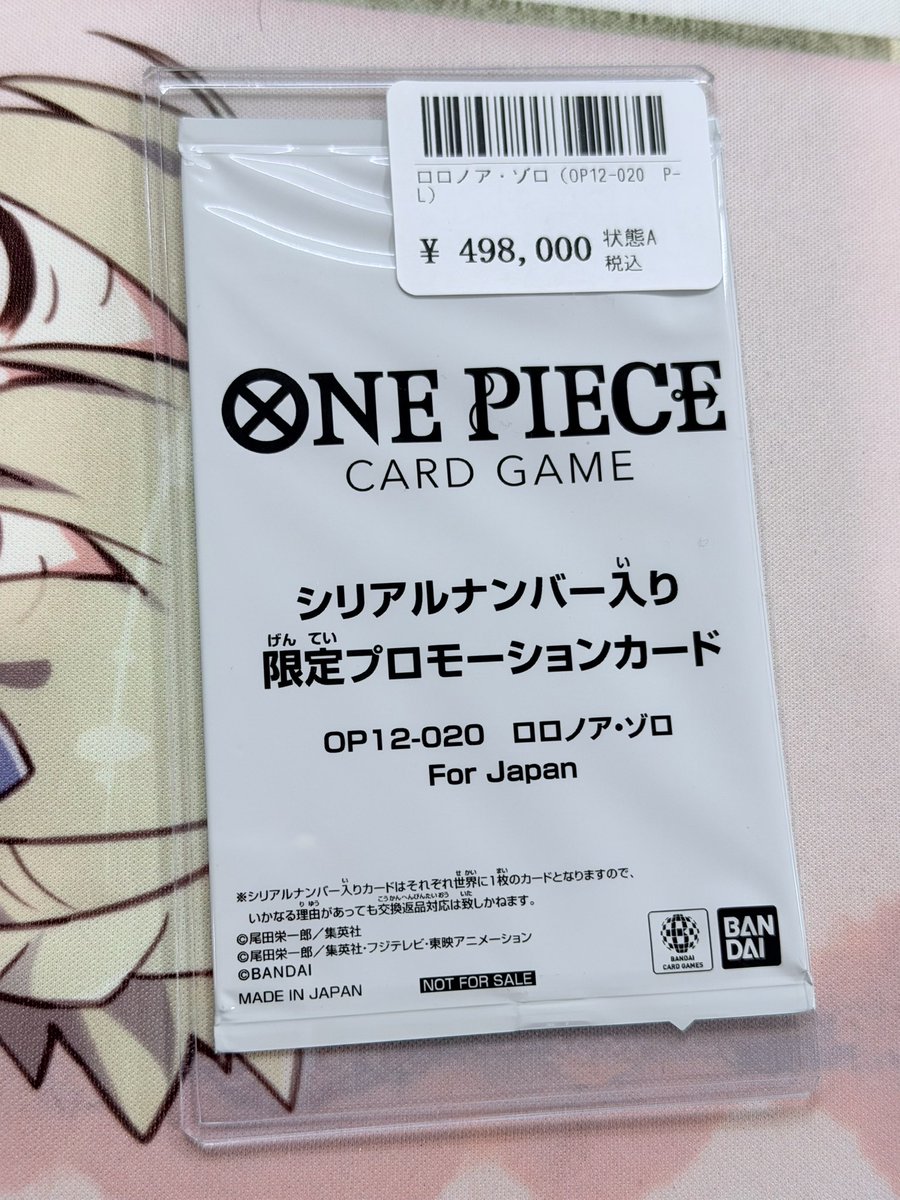 ロロノア・ゾロ (OP12-020 P-
L)
¥ 498,000 状態A
税込
ONE PIECE
CARD GAME
シリアルナンバー入り
限定プロモーションカード
OP12-020 ロロノア・ゾロ
For Japan
※シリアルナンバー入りカードはそれぞれ世界に1枚のカードとなりますので、
いかなる理由があっても交換返品対応は致しかねます。
©尾田栄一郎／集英社
©尾田栄一郎／集英社・フジテレビ・東映アニメーション
©BANDAI
MADE IN JAPAN
NOT FOR SALE
BANDAI
CARD GAMES
BAN
DAI